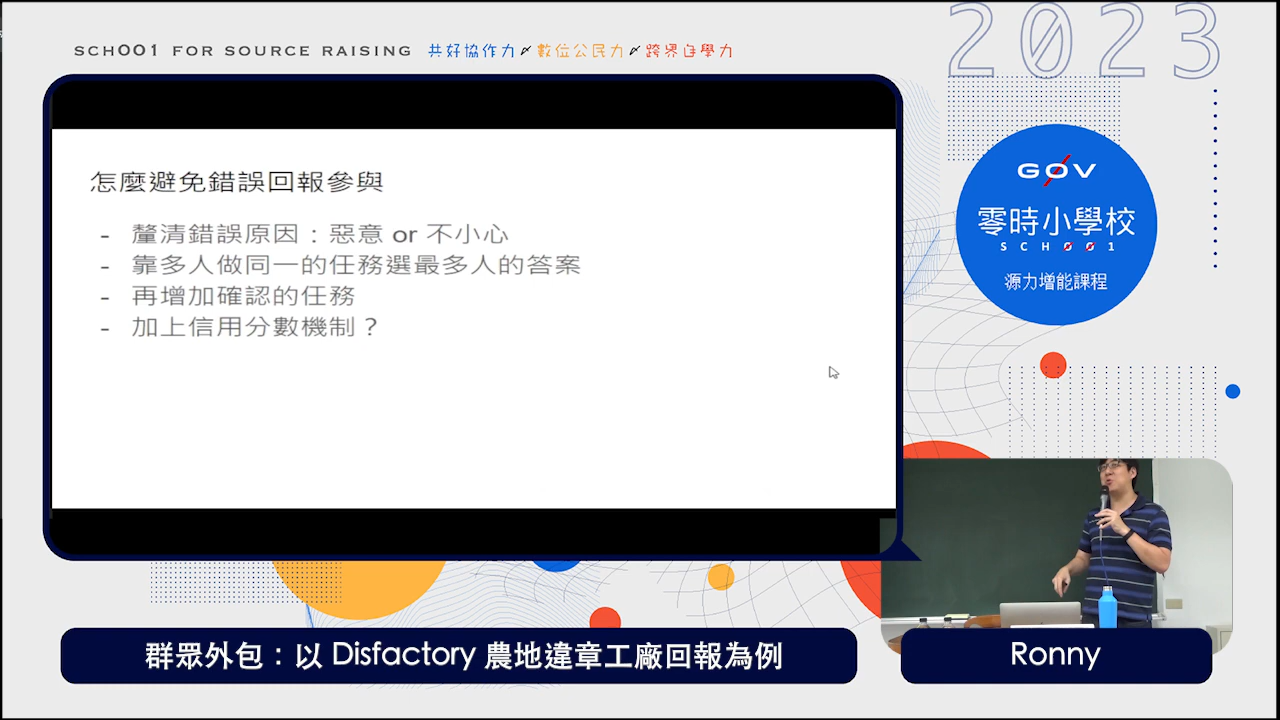 SCH001 FOR SOURCE RAISING 共好協作力 數位公民力 跨界自學力
2023
G0V
零時小學校
SCH001
源力增能課程
怎麼避免錯誤回報參與
- 釐清錯誤原因：惡意 or 不小心
- 靠多人做同一的任務選最多人的答案
- 再增加確認的任務
- 加上信用分數機制？
群眾外包：以 Disfactory 農地違章工廠回報為例
Ronny